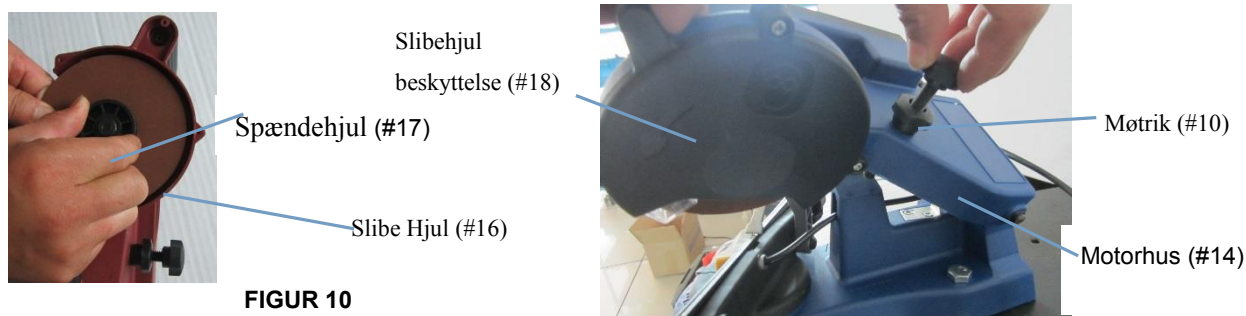 Slibehjul
beskyttelse (#18)
Spændehjul (#17)
Møtrik (#10)
Slibe Hjul (#16)
Motorhus (#14)
FIGUR 10